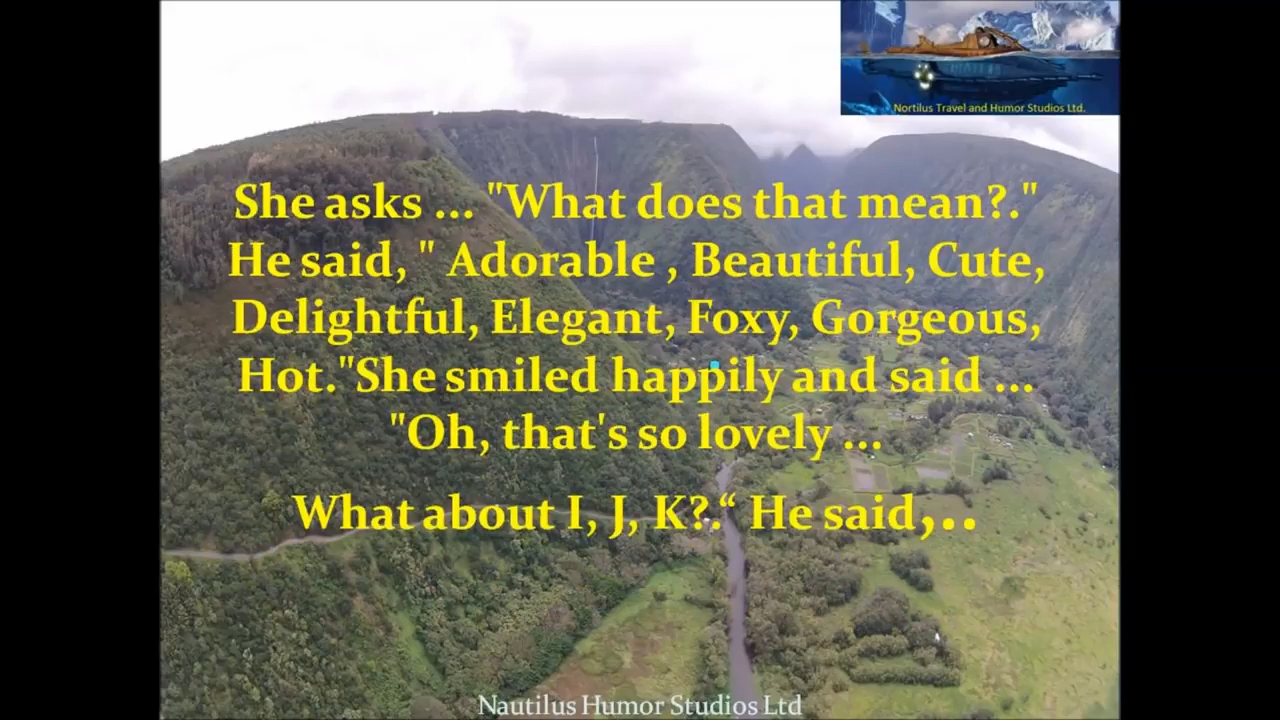 Nortilus Travel and Humor Studios Ltd.
She asks ... "What does that mean?."
He said, " Adorable , Beautiful, Cute,
Delightful, Elegant, Foxy, Gorgeous,
Hot."She smiled happily and said ...
"Oh, that's so lovely ...
What about I, J, K?.“ He said,..
Nautilus Humor Studios Ltd